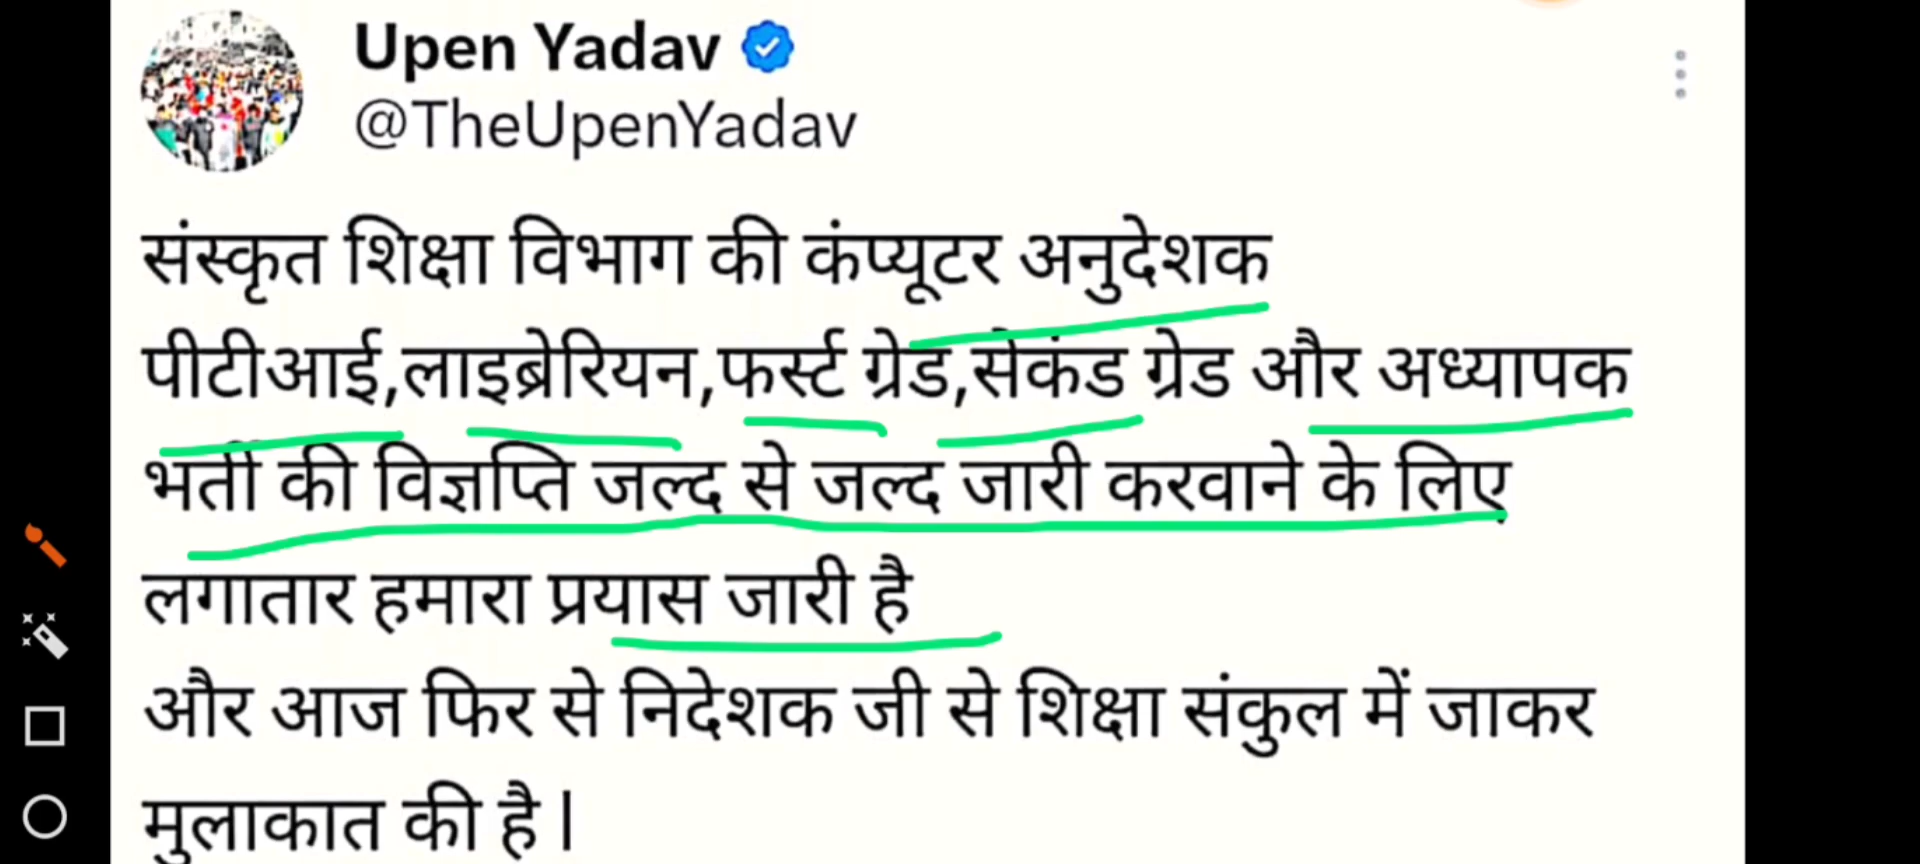 Upen Yadav
@TheUpenYadav
संस्कृत शिक्षा विभाग की कंप्यूटर अनुदेशक
पीटीआई,लाइब्रेरियन,फर्स्ट ग्रेड,सेकंड ग्रेड और अध्यापक
भर्ती की विज्ञप्ति जल्द से जल्द जारी करवाने के लिए
लगातार हमारा प्रयास जारी है
और आज फिर से निदेशक जी से शिक्षा संकुल में जाकर
मुलाकात की है l